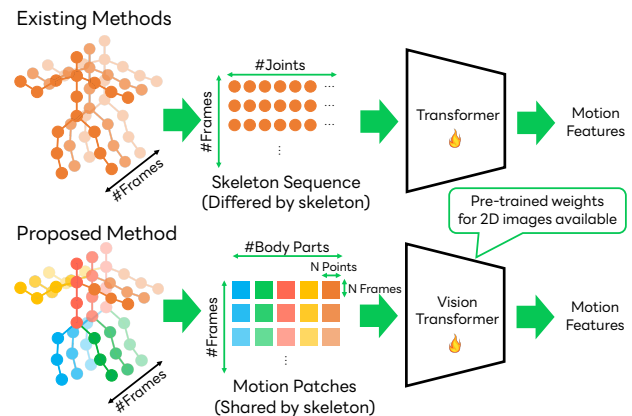 Existing Methods
#Frames
#Joints
#Frames
...
...
...
...
Skeleton Sequence
(Differed by skeleton)
Transformer
Motion
Features
Pre-trained weights
for 2D images available
Proposed Method
#Frames
#Body Parts
N Points
N Frames
#Frames
...
Motion Patches
(Shared by skeleton)
Vision
Transformer
Motion
Features